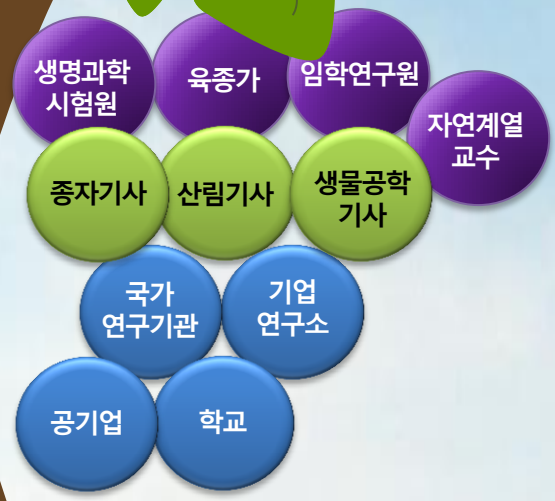 생명과학
시험원
육종가
임학연구원
자연계열
교수
종자기사
산림기사
생물공학
기사
국가
연구기관
기업
연구소
공기업
학교